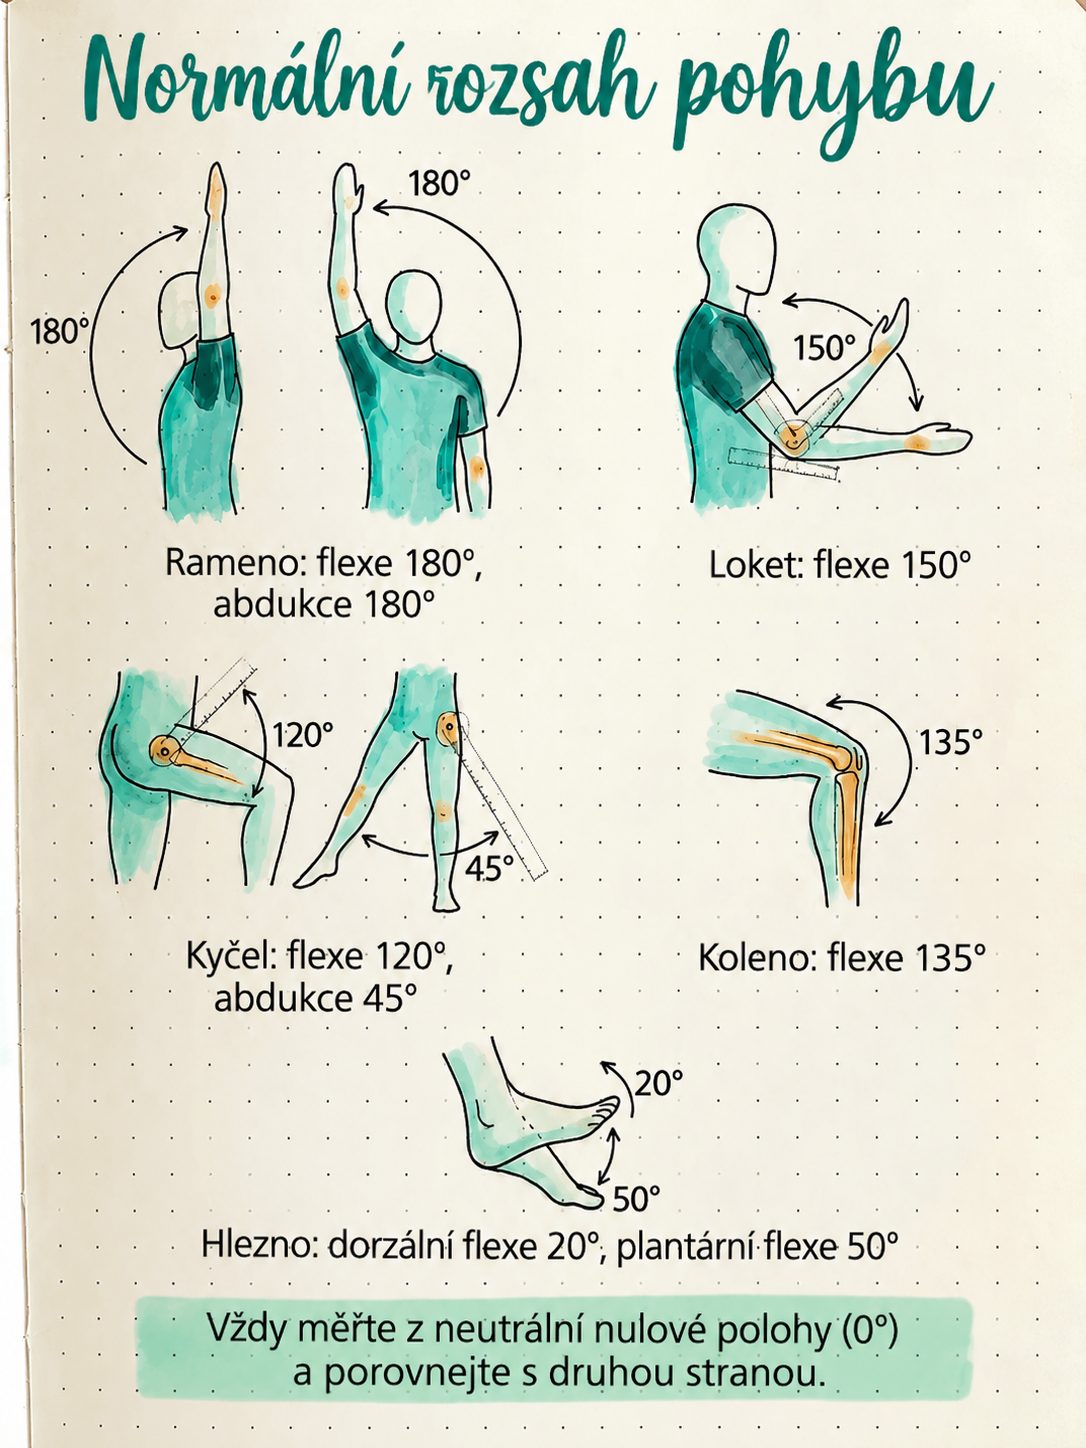 Normální rozsah pohybu
180°
180°
150°
Rameno: flexe 180°,
abdukce 180°
Loket: flexe 150°
120°
45°
135°
Kyčel: flexe 120°,
abdukce 45°
Koleno: flexe 135°
20°
50°
Hlezno: dorzální flexe 20°, plantární flexe 50°
Vždy měřte z neutrální nulové polohy (0°)
a porovnejte s druhou stranou.